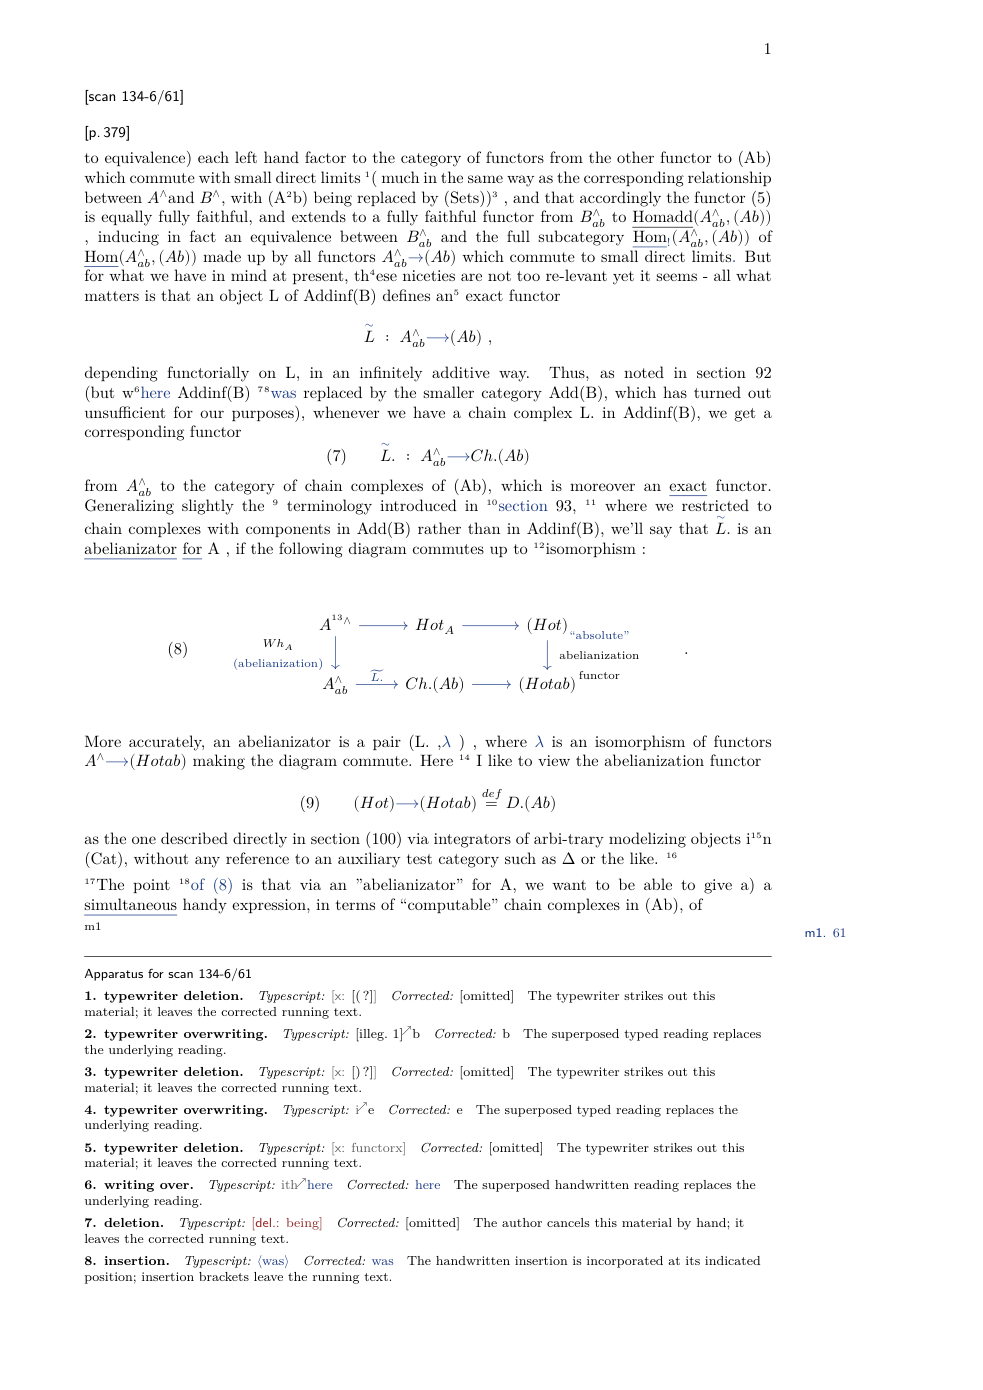 1
[scan 134-6/61]
[p. 379]
to equivalence) each left hand factor to the category of functors from the other functor to (Ab)
which commute with small direct limits ¹( much in the same way as the corresponding relationship
between A^∧and B^∧, with (A²b) being replaced by (Sets))³ , and that accordingly the functor (5)
is equally fully faithful, and extends to a fully faithful functor from B^∧_ab to Homadd(A^∧_ab, (Ab))
, inducing in fact an equivalence between B^∧_ab and the full subcategory Hom_!(A^∧_ab, (Ab)) of
Hom(A^∧_ab, (Ab)) made up by all functors A^∧_ab→(Ab) which commute to small direct limits. But
for what we have in mind at present, th⁴ese niceties are not too re-levant yet it seems - all what
matters is that an object L of Addinf(B) defines an⁵ exact functor
L̃ : A^∧_ab⟶(Ab) ,
depending functorially on L, in an infinitely additive way. Thus, as noted in section 92
(but w⁶here Addinf(B) ⁷⁸was replaced by the smaller category Add(B), which has turned out
unsufficient for our purposes), whenever we have a chain complex L. in Addinf(B), we get a
corresponding functor
(7) L̃. : A^∧_ab⟶Ch.(Ab)
from A^∧_ab to the category of chain complexes of (Ab), which is moreover an exact functor.
Generalizing slightly the ⁹ terminology introduced in ¹⁰section 93, ¹¹ where we restricted to
chain complexes with components in Add(B) rather than in Addinf(B), we'll say that L̃. is an
abelianizator for A , if the following diagram commutes up to ¹²isomorphism :
A¹³^∧ ⟶ Hot_A ⟶ (Hot)
(8) Wh_A (abelianization) ↓ ↓ “absolute” abelianization functor .
A^∧_ab ⟶ L̃. Ch.(Ab) ⟶ (Hotab)
More accurately, an abelianizator is a pair (L. ,λ ) , where λ is an isomorphism of functors
A^∧⟶(Hotab) making the diagram commute. Here ¹⁴ I like to view the abelianization functor
(9) (Hot)⟶(Hotab) =^def D.(Ab)
as the one described directly in section (100) via integrators of arbi-trary modelizing objects i¹⁵n
(Cat), without any reference to an auxiliary test category such as Δ or the like. ¹⁶
¹⁷The point ¹⁸of (8) is that via an ”abelianizator” for A, we want to be able to give a) a
simultaneous handy expression, in terms of “computable” chain complexes in (Ab), of
m1
m1. 61
Apparatus for scan 134-6/61
1. typewriter deletion. Typescript: [x: [( ?]] Corrected: [omitted] The typewriter strikes out this
material; it leaves the corrected running text.
2. typewriter overwriting. Typescript: [illeg. 1]↗b Corrected: b The superposed typed reading replaces
the underlying reading.
3. typewriter deletion. Typescript: [x: [) ?]] Corrected: [omitted] The typewriter strikes out this
material; it leaves the corrected running text.
4. typewriter overwriting. Typescript: i↗e Corrected: e The superposed typed reading replaces the
underlying reading.
5. typewriter deletion. Typescript: [x: functorx] Corrected: [omitted] The typewriter strikes out this
material; it leaves the corrected running text.
6. writing over. Typescript: ith↗here Corrected: here The superposed handwritten reading replaces the
underlying reading.
7. deletion. Typescript: [del.: being] Corrected: [omitted] The author cancels this material by hand; it
leaves the corrected running text.
8. insertion. Typescript: ⟨was⟩ Corrected: was The handwritten insertion is incorporated at its indicated
position; insertion brackets leave the running text.